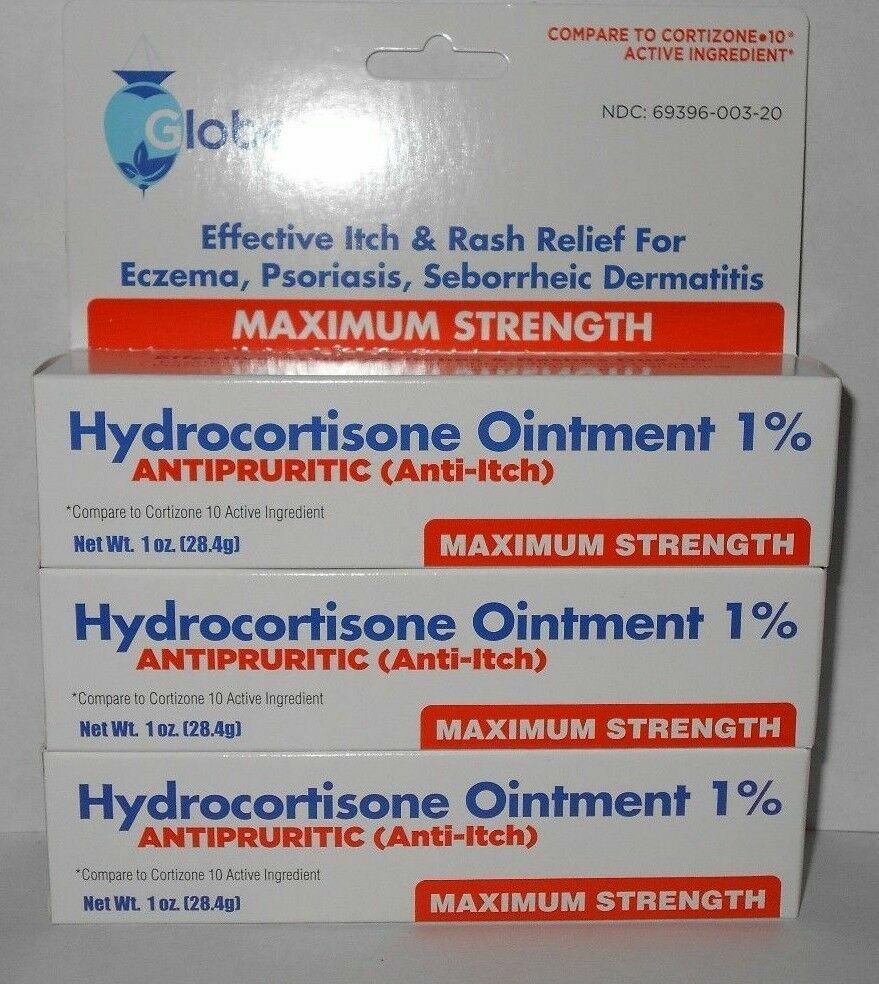 COMPARE TO CORTIZONE•10®
ACTIVE INGREDIENT*
NDC: 69396-003-20
Effective Itch & Rash Relief For
Eczema, Psoriasis, Seborrheic Dermatitis
MAXIMUM STRENGTH
Hydrocortisone Ointment 1%
ANTIPRURITIC (Anti-Itch)
*Compare to Cortizone 10 Active Ingredient
Net Wt. 1 oz. (28.4g)
MAXIMUM STRENGTH
Hydrocortisone Ointment 1%
ANTIPRURITIC (Anti-Itch)
*Compare to Cortizone 10 Active Ingredient
Net Wt. 1 oz. (28.4g)
MAXIMUM STRENGTH
Hydrocortisone Ointment 1%
ANTIPRURITIC (Anti-Itch)
*Compare to Cortizone 10 Active Ingredient
Net Wt. 1 oz. (28.4g)
MAXIMUM STRENGTH